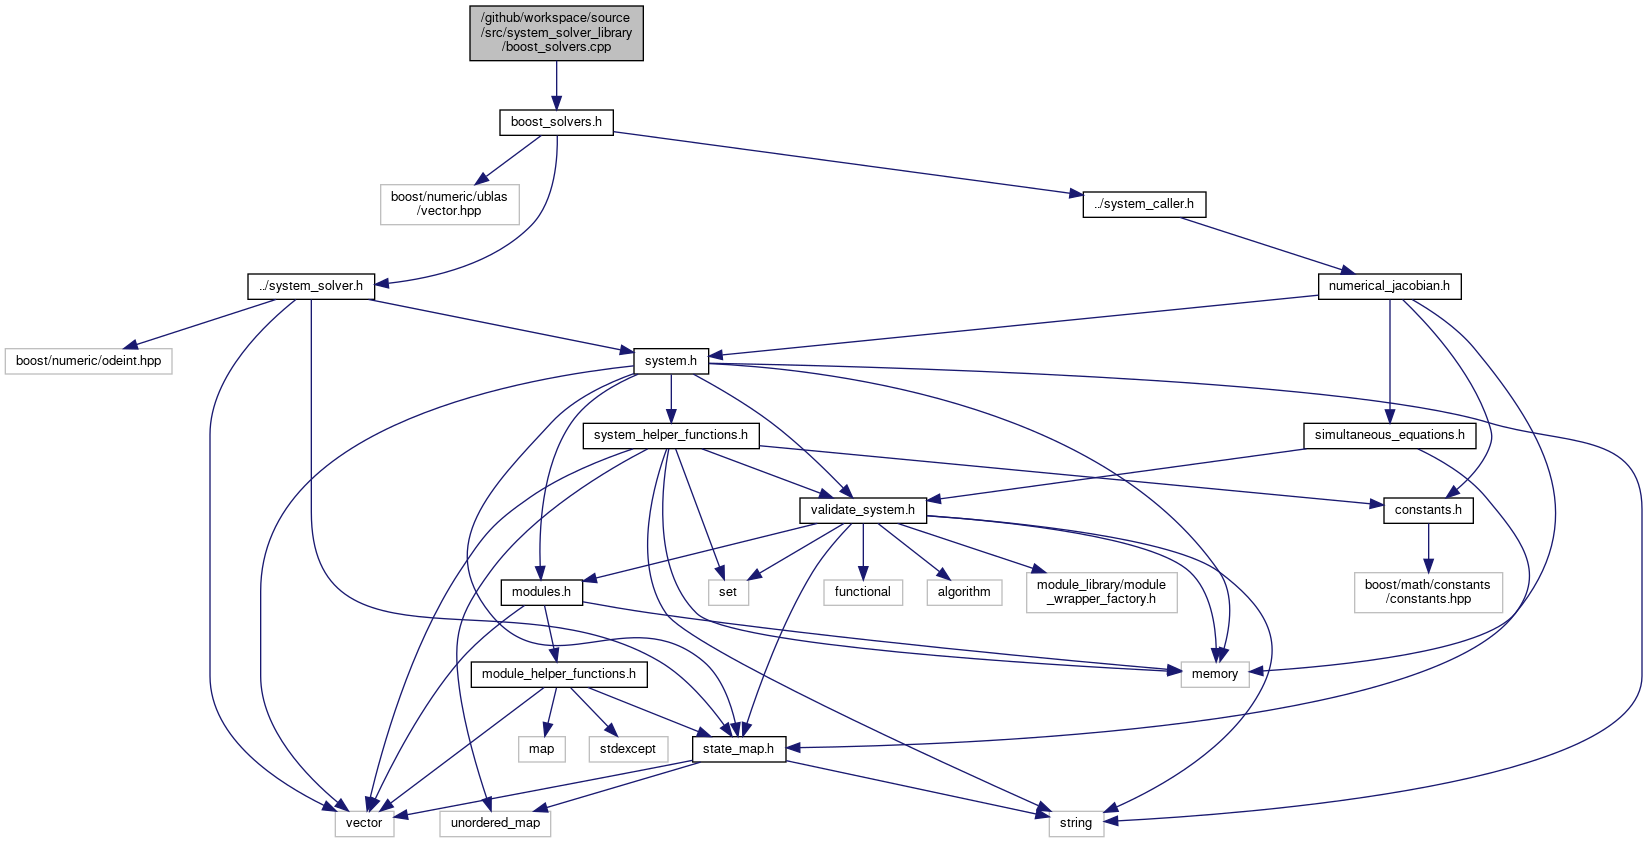 /github/workspace/source
/src/system_solver_library
/boost_solvers.cpp
boost_solvers.h
boost/numeric/ublas
/vector.hpp
../system_caller.h
../system_solver.h
numerical_jacobian.h
boost/numeric/odeint.hpp
system.h
system_helper_functions.h
simultaneous_equations.h
validate_system.h
constants.h
modules.h
set
functional
algorithm
module_library/module
_wrapper_factory.h
boost/math/constants
/constants.hpp
module_helper_functions.h
memory
map
stdexcept
state_map.h
vector
unordered_map
string